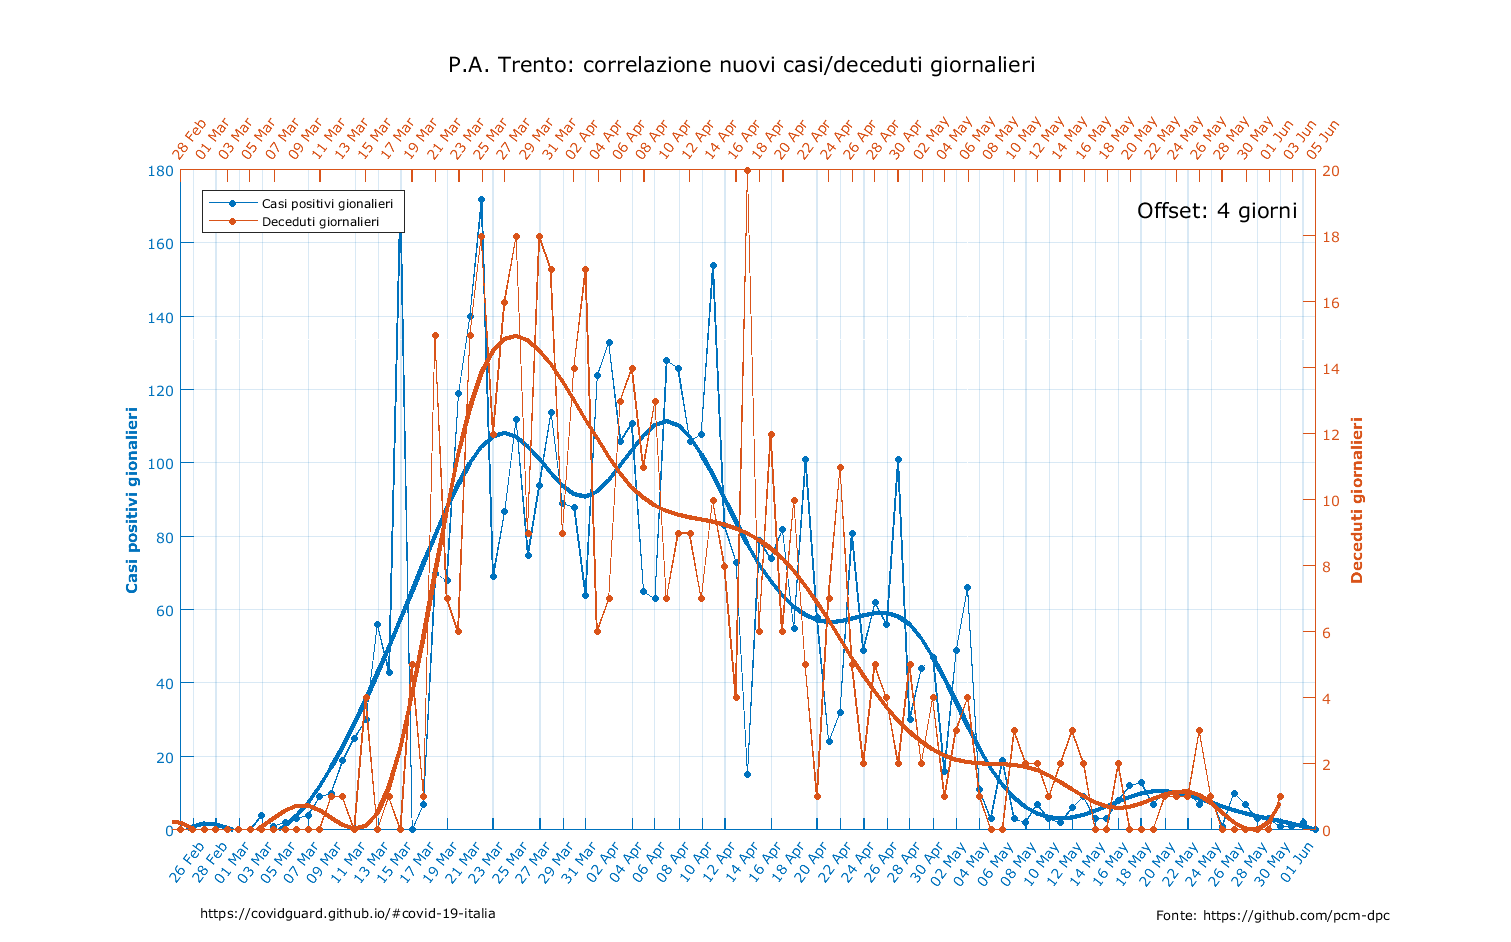 P.A. Trento: correlazione nuovi casi/deceduti giornalieri
28 Feb 01 Mar 03 Mar 05 Mar 07 Mar 09 Mar 11 Mar 13 Mar 15 Mar 17 Mar 19 Mar 21 Mar 23 Mar 25 Mar 27 Mar 29 Mar 31 Mar 02 Apr 04 Apr 06 Apr 08 Apr 10 Apr 12 Apr 14 Apr 16 Apr 18 Apr 20 Apr 22 Apr 24 Apr 26 Apr 28 Apr 30 Apr 02 May 04 May 06 May 08 May 10 May 12 May 14 May 16 May 18 May 20 May 22 May 24 May 26 May 28 May 30 May 01 Jun 03 Jun 05 Jun
Casi positivi gionalieri
Deceduti giornalieri
Offset: 4 giorni
180
160
140
120
100
80
60
40
20
0
Casi positivi gionalieri
20
18
16
14
12
10
8
6
4
2
0
Deceduti giornalieri
26 Feb 28 Feb 01 Mar 03 Mar 05 Mar 07 Mar 09 Mar 11 Mar 13 Mar 15 Mar 17 Mar 19 Mar 21 Mar 23 Mar 25 Mar 27 Mar 29 Mar 31 Mar 02 Apr 04 Apr 06 Apr 08 Apr 10 Apr 12 Apr 14 Apr 16 Apr 18 Apr 20 Apr 22 Apr 24 Apr 26 Apr 28 Apr 30 Apr 02 May 04 May 06 May 08 May 10 May 12 May 14 May 16 May 18 May 20 May 22 May 24 May 26 May 28 May 30 May 01 Jun
https://covidguard.github.io/#covid-19-italia
Fonte: https://github.com/pcm-dpc